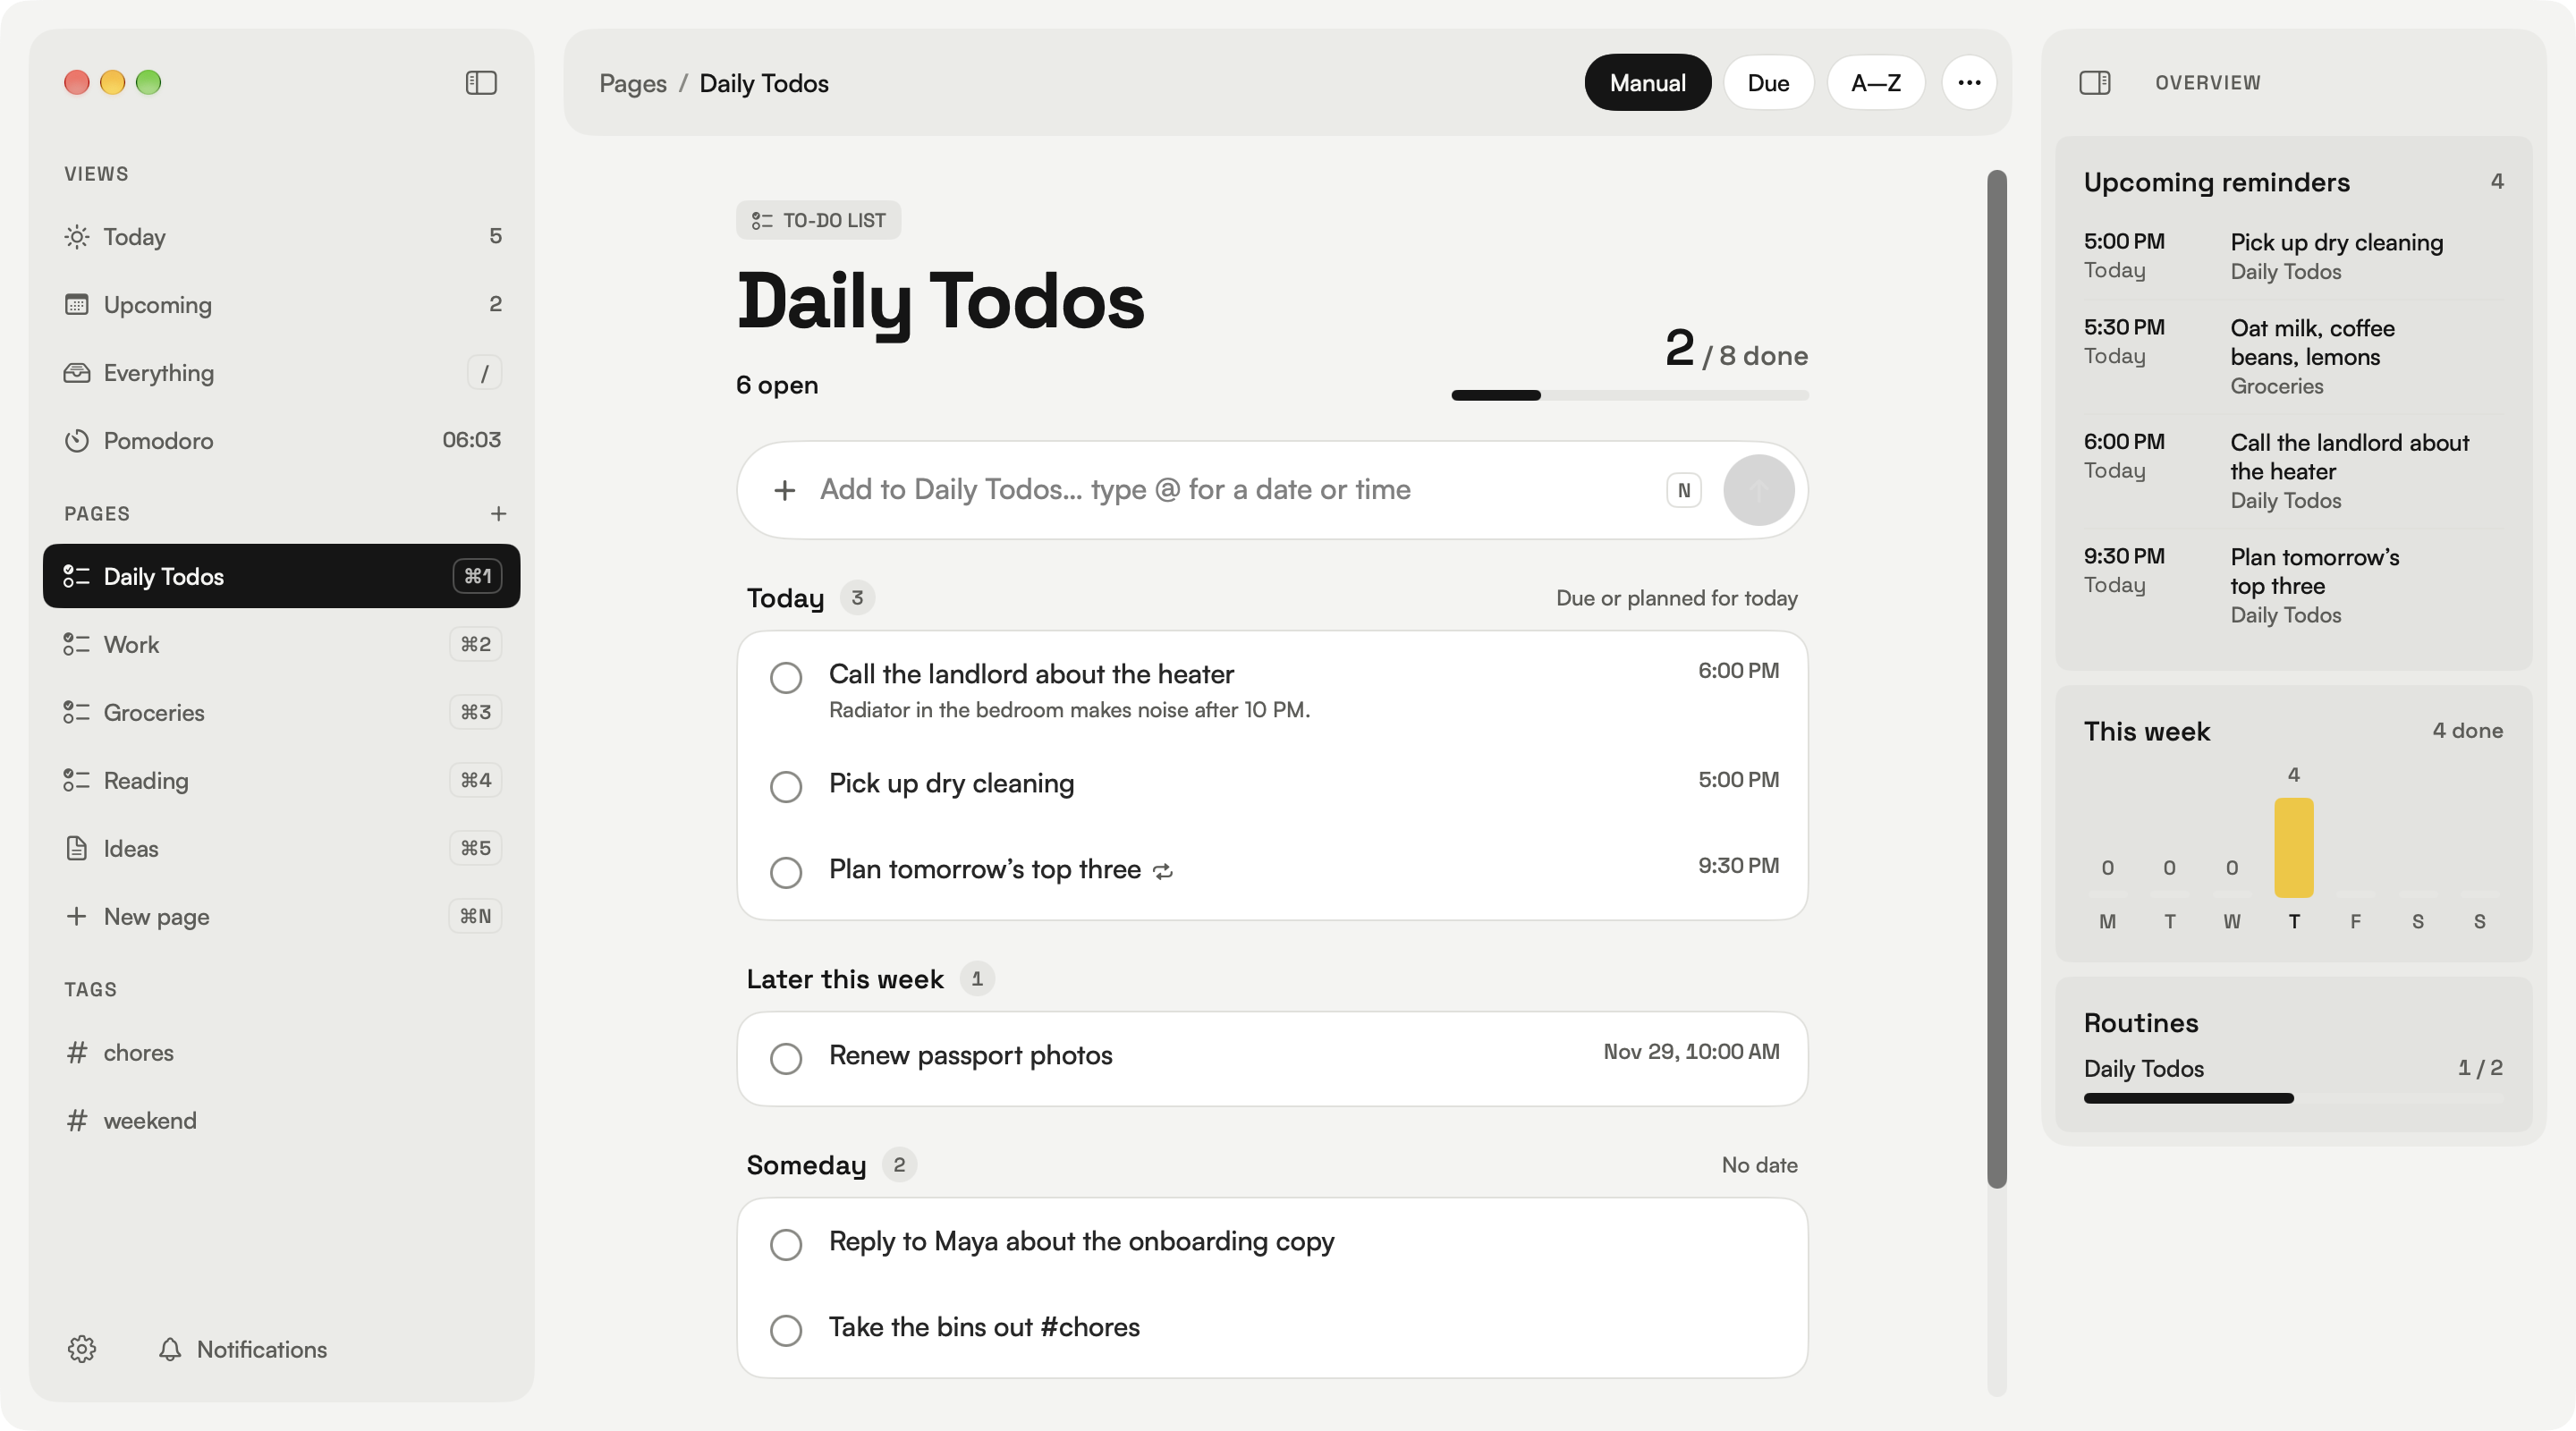 VIEWS
Today 5
Upcoming 2
Everything /
Pomodoro 06:03
PAGES +
Daily Todos ⌘1
Work ⌘2
Groceries ⌘3
Reading ⌘4
Ideas ⌘5
+ New page ⌘N
TAGS
# chores
# weekend
Notifications
Pages / Daily Todos
Manual Due A—Z ···
TO-DO LIST
Daily Todos
2 / 8 done
6 open
+ Add to Daily Todos... type @ for a date or time N
Today 3 Due or planned for today
Call the landlord about the heater 6:00 PM
Radiator in the bedroom makes noise after 10 PM.
Pick up dry cleaning 5:00 PM
Plan tomorrow’s top three 9:30 PM
Later this week 1
Renew passport photos Nov 29, 10:00 AM
Someday 2 No date
Reply to Maya about the onboarding copy
Take the bins out #chores
OVERVIEW
Upcoming reminders 4
5:00 PM Pick up dry cleaning
Today Daily Todos
5:30 PM Oat milk, coffee
Today beans, lemons
Groceries
6:00 PM Call the landlord about
Today the heater
Daily Todos
9:30 PM Plan tomorrow’s
Today top three
Daily Todos
This week 4 done
4
0 0 0
M T W T F S S
Routines
Daily Todos 1 / 2